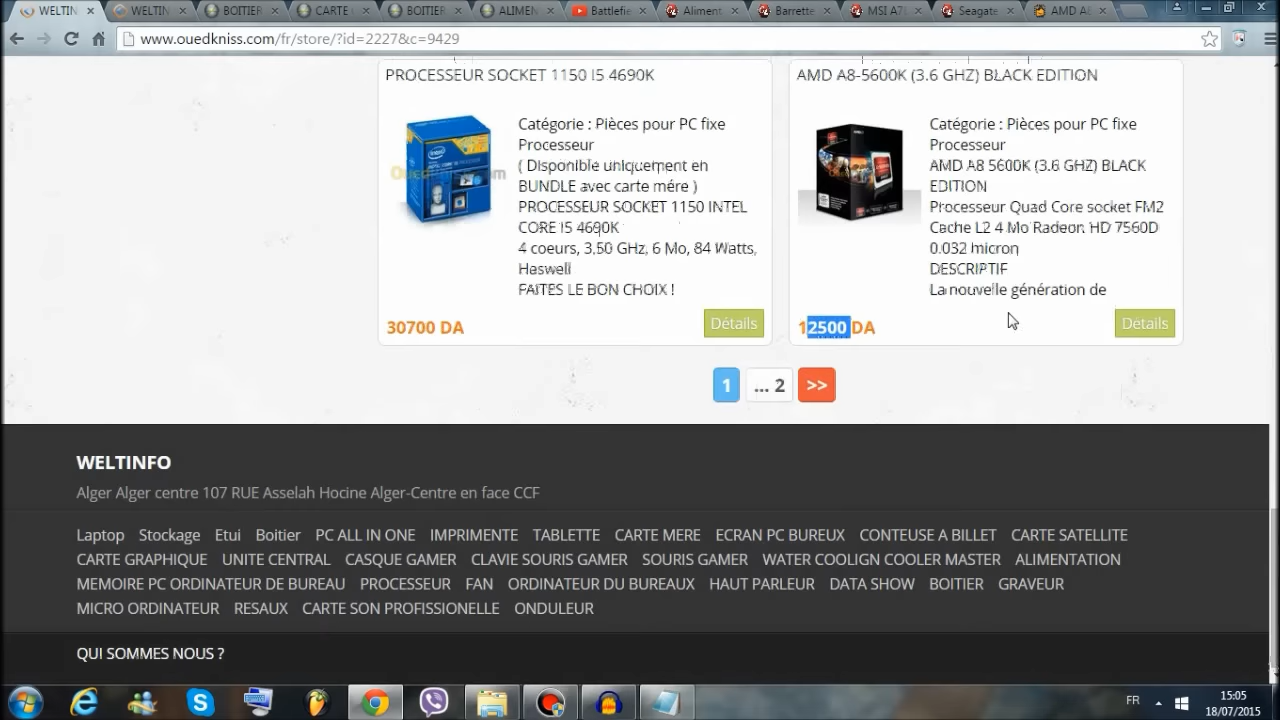 WELTIN
WELTIN
BOITIER
CARTE
BOITIER
ALIMEN
Battlefie
Aliment
Barrette
MSI A7
Seagate
AMD A
www.ouedkniss.com/fr/store/?id=2227&c=9429
PROCESSEUR SOCKET 1150 I5 4690K
Catégorie : Pièces pour PC fixe
Processeur
( Disponible uniquement en
BUNDLE avec carte mére )
PROCESSEUR SOCKET 1150 INTEL
CORE I5 4690K
4 coeurs, 3,50 GHz, 6 Mo, 84 Watts,
Haswell
FAITES LE BON CHOIX !
30700 DA
Détails
AMD A8-5600K (3.6 GHZ) BLACK EDITION
Catégorie : Pièces pour PC fixe
Processeur
AMD A8 5600K (3.6 GHZ) BLACK
EDITION
Processeur Quad Core socket FM2
Cache L2 4 Mo Radeon HD 7560D
0.032 micron
DESCRIPTIF
La nouvelle génération de
12500 DA
Détails
1 ... 2 >>
WELTINFO
Alger Alger centre 107 RUE Asselah Hocine Alger-Centre en face CCF
Laptop Stockage Etui Boitier PC ALL IN ONE IMPRIMENTE TABLETTE CARTE MERE ECRAN PC BUREUX CONTEUSE A BILLET CARTE SATELLITE
CARTE GRAPHIQUE UNITE CENTRAL CASQUE GAMER CLAVIE SOURIS GAMER SOURIS GAMER WATER COOLIGN COOLER MASTER ALIMENTATION
MEMOIRE PC ORDINATEUR DE BUREAU PROCESSEUR FAN ORDINATEUR DU BUREAUX HAUT PARLEUR DATA SHOW BOITIER GRAVEUR
MICRO ORDINATEUR RESAUX CARTE SON PROFISSIONELLE ONDULEUR
QUI SOMMES NOUS ?
FR
15:05
18/07/2015